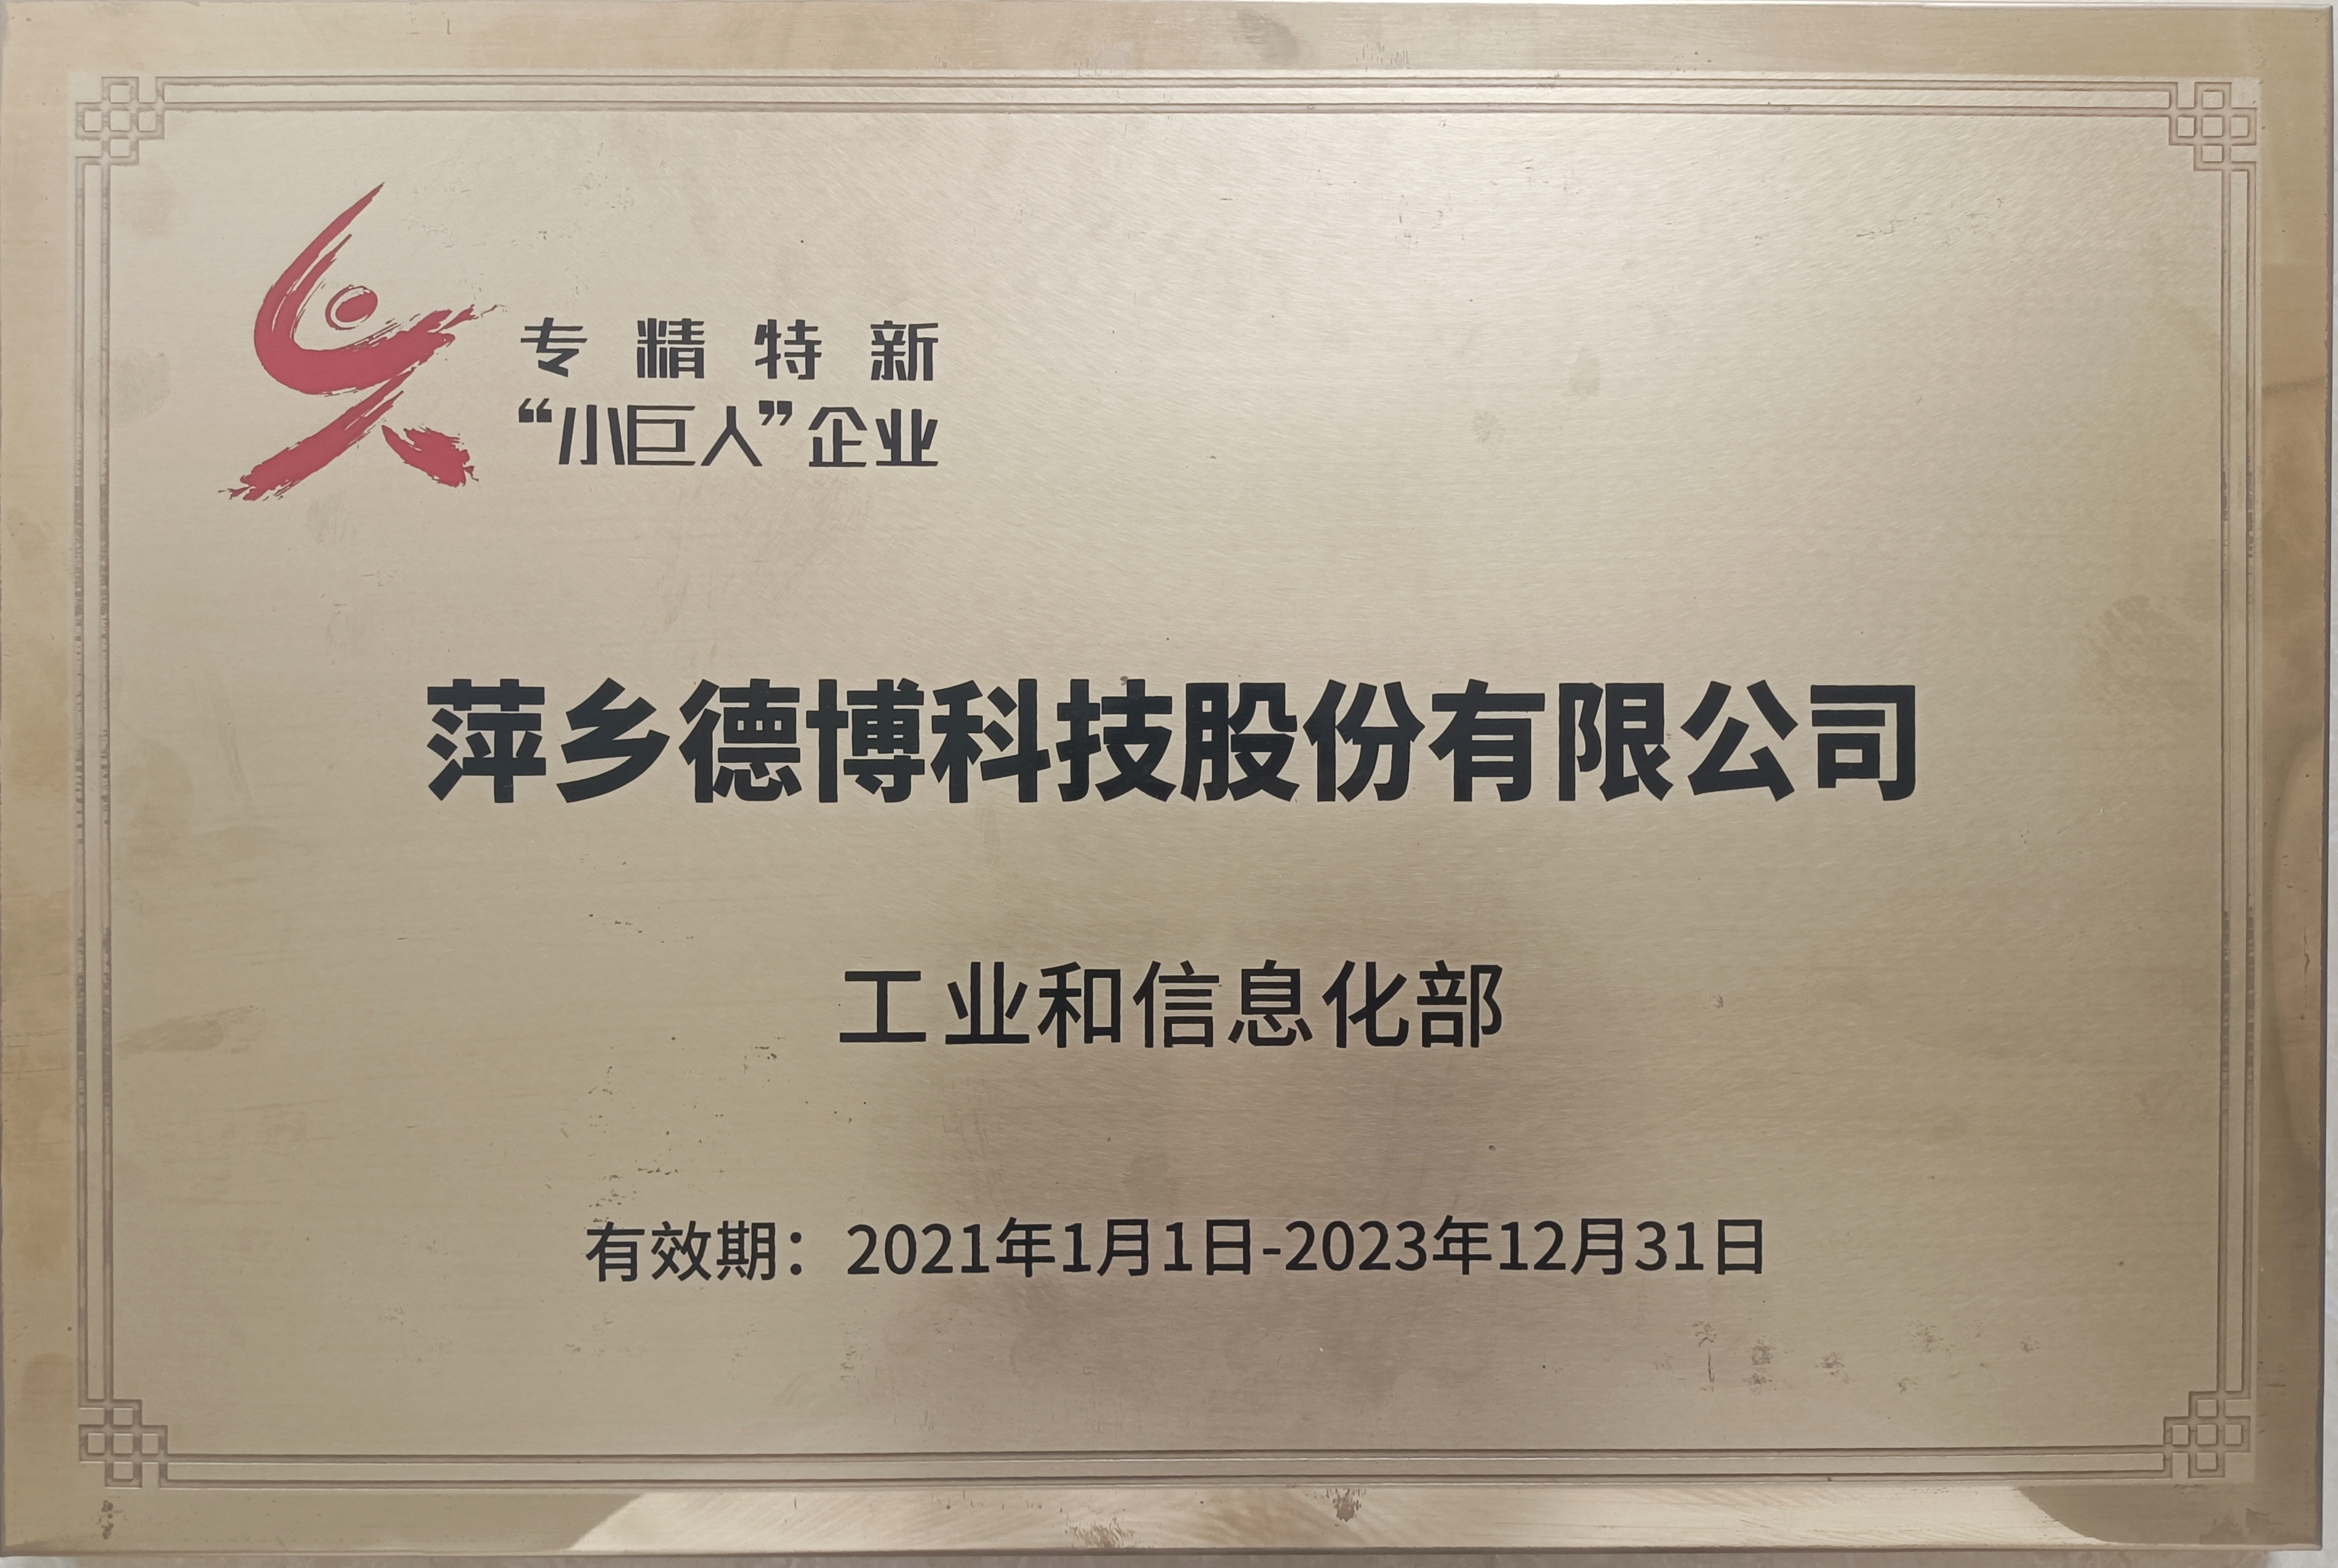 专精特新
“小巨人”企业
萍乡德博科技股份有限公司
工业和信息化部
有效期：2021年1月1日-2023年12月31日